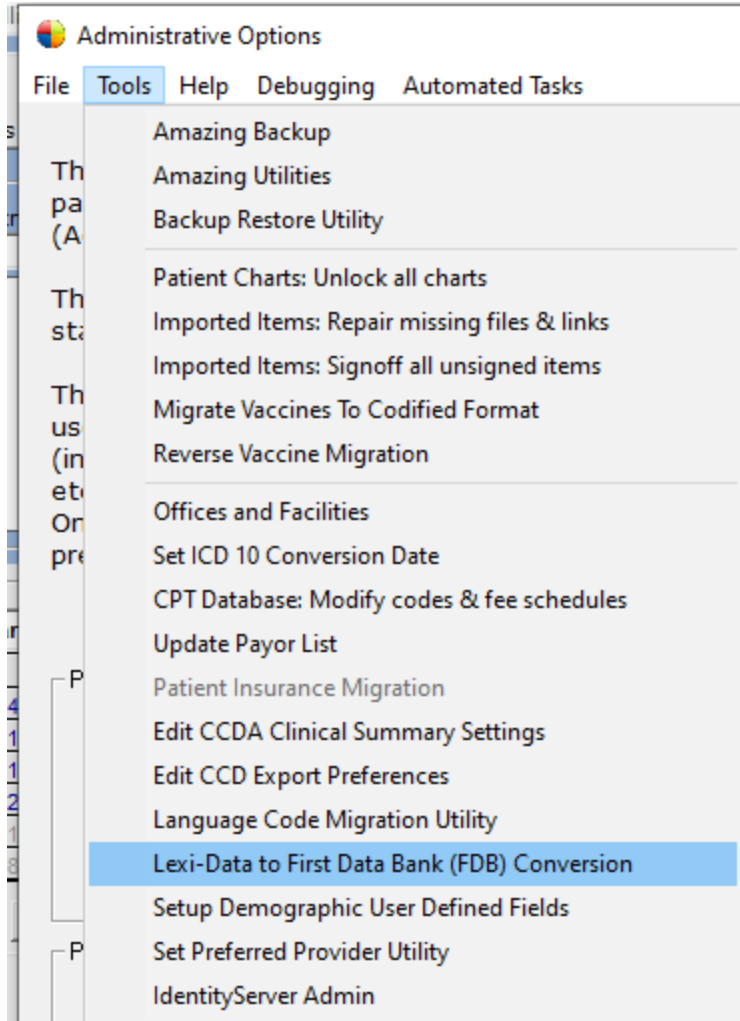 Administrative Options
File Tools Help Debugging Automated Tasks
Amazing Backup
Amazing Utilities
Backup Restore Utility
Patient Charts: Unlock all charts
Imported Items: Repair missing files & links
Imported Items: Signoff all unsigned items
Migrate Vaccines To Codified Format
Reverse Vaccine Migration
Offices and Facilities
Set ICD 10 Conversion Date
CPT Database: Modify codes & fee schedules
Update Payor List
Patient Insurance Migration
Edit CCDA Clinical Summary Settings
Edit CCD Export Preferences
Language Code Migration Utility
Lexi-Data to First Data Bank (FDB) Conversion
Setup Demographic User Defined Fields
Set Preferred Provider Utility
IdentityServer Admin